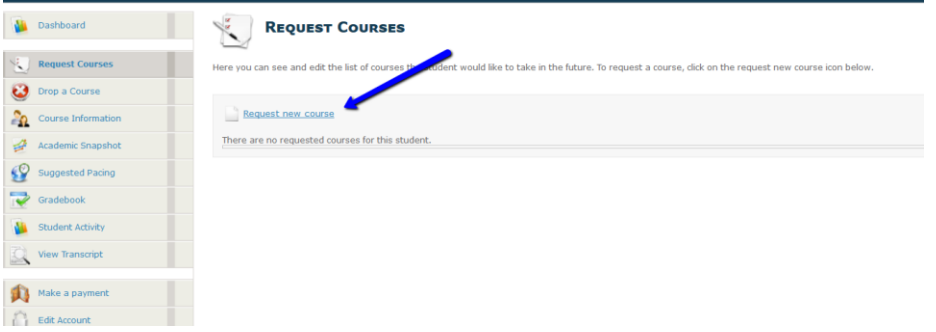 Dashboard
Request Courses
Drop a Course
Course Information
Academic Snapshot
Suggested Pacing
Gradebook
Student Activity
View Transcript
Make a payment
Edit Account
Request Courses
Here you can see and edit the list of courses the student would like to take in the future. To request a course, click on the request new course icon below.
Request new course
There are no requested courses for this student.